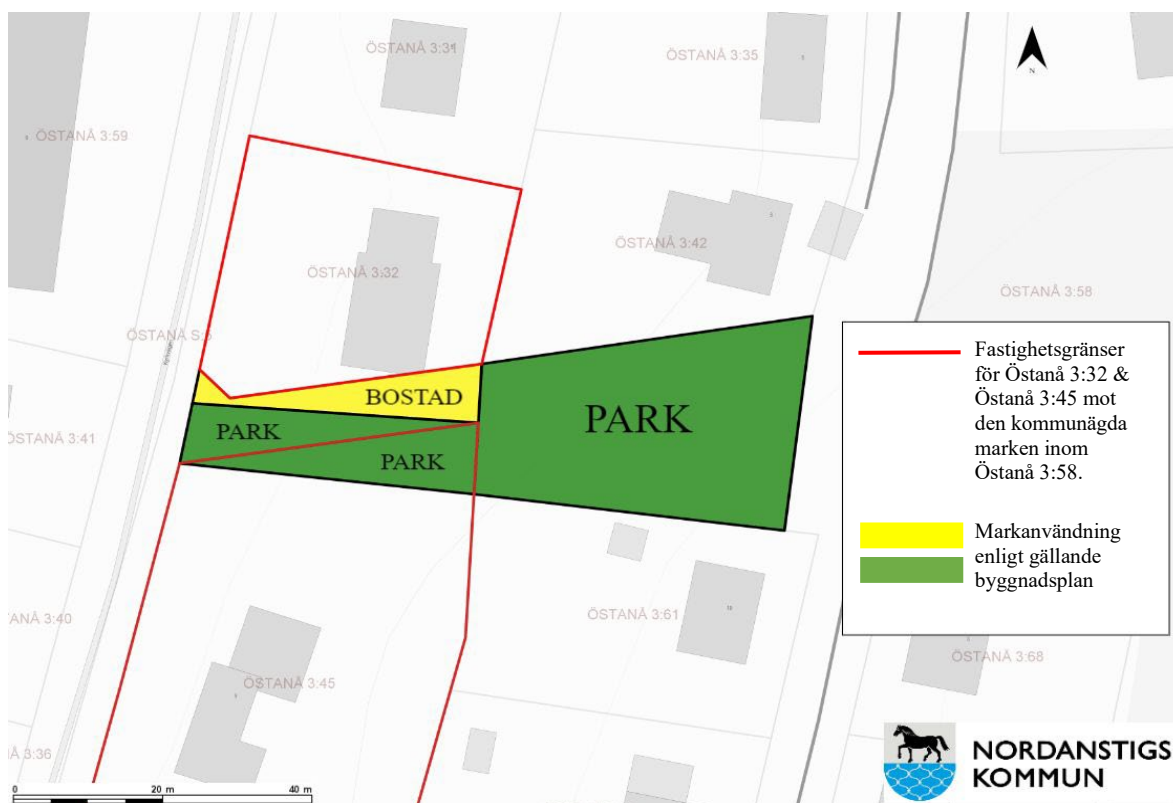 ÖSTANÅ 3:31
ÖSTANÅ 3:35
N
ÖSTANÅ 3:59
ÖSTANÅ 3:42
ÖSTANÅ 3:32
ÖSTANÅ 3:58
ÖSTANÅ S:5
BOSTAD
PARK
PARK
PARK
ÖSTANÅ 3:41
Fastighetsgränser
för Östanå 3:32 &
Östanå 3:45 mot
den kommunägda
marken inom
Östanå 3:58.
Markanvändning
enligt gällande
byggnadsplan
TANÅ 3:40
ÖSTANÅ 3:61
10
ÖSTANÅ 3:68
ÖSTANÅ 3:45
Å 3:36
NORDANSTIGS
KOMMUN
0 20 m 40 m